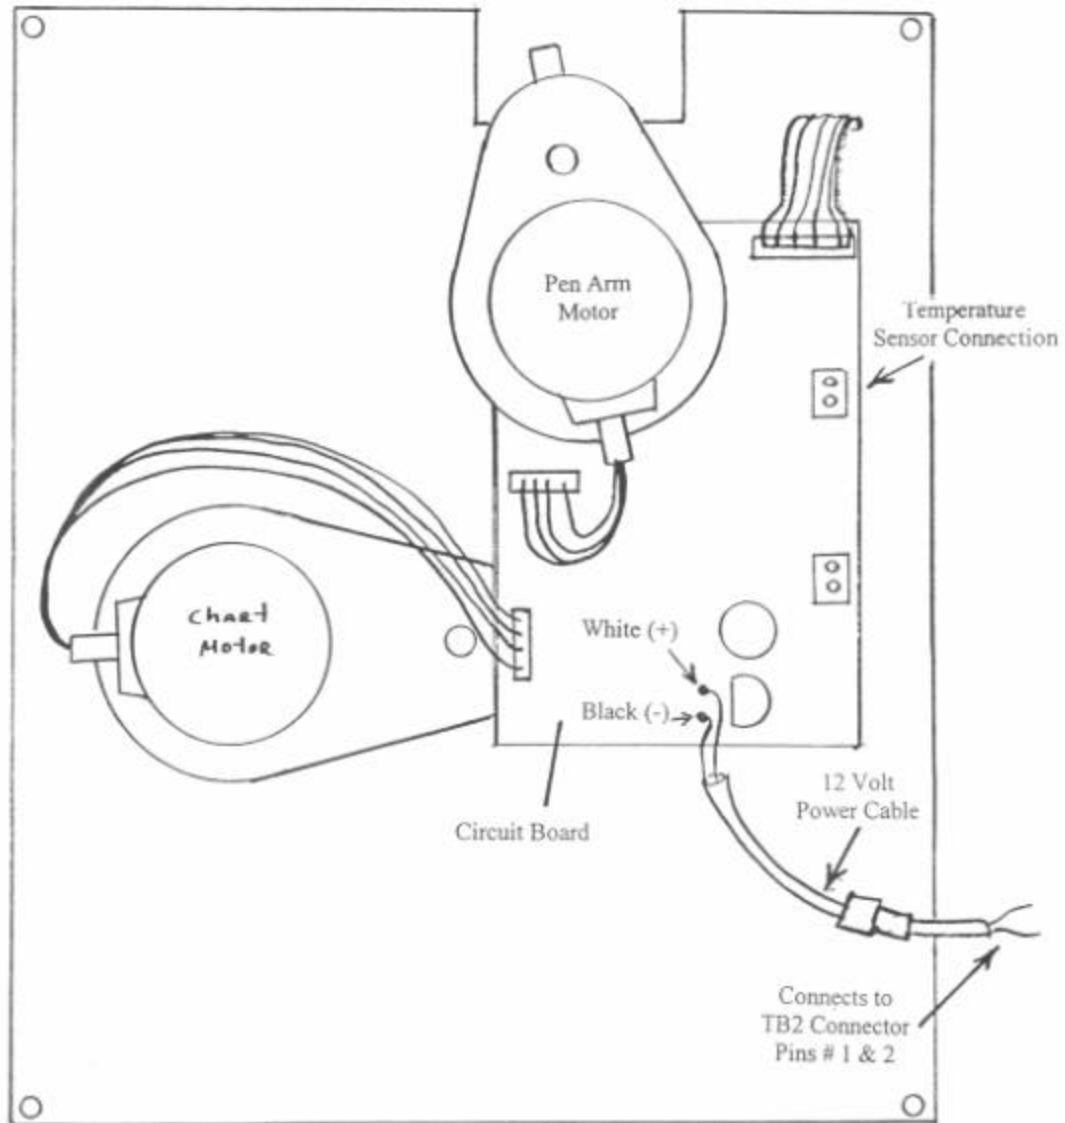 Pen Arm
Motor
Temperature
Sensor Connection
Chart
Motor
White (+)
Black (-)
12 Volt
Power Cable
Circuit Board
Connects to
TB2 Connector
Pins # 1 & 2